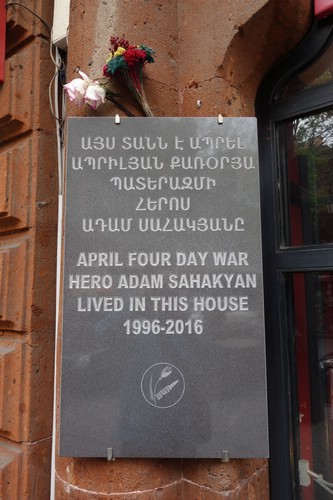 ԱՅՍ ՏԱՆՆ Է ԱՊՐԵԼ
ԱՊՐԻԼՅԱՆ ՔԱՌՕՐՅԱ
ՊԱՏԵՐԱԶՄԻ
ՀԵՐՈՍ
ԱԴԱՄ ՍԱՀԱԿՅԱՆԸ
APRIL FOUR DAY WAR
HERO ADAM SAHAKYAN
LIVED IN THIS HOUSE
1996-2016